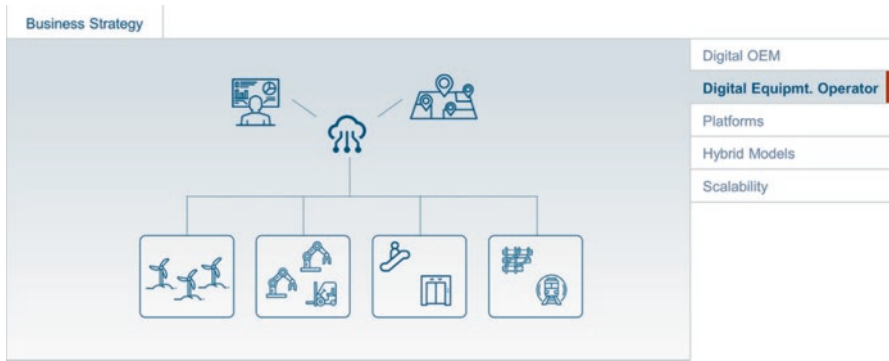 Business Strategy
Digital OEM
Digital Equipmt. Operator
Platforms
Hybrid Models
Scalability